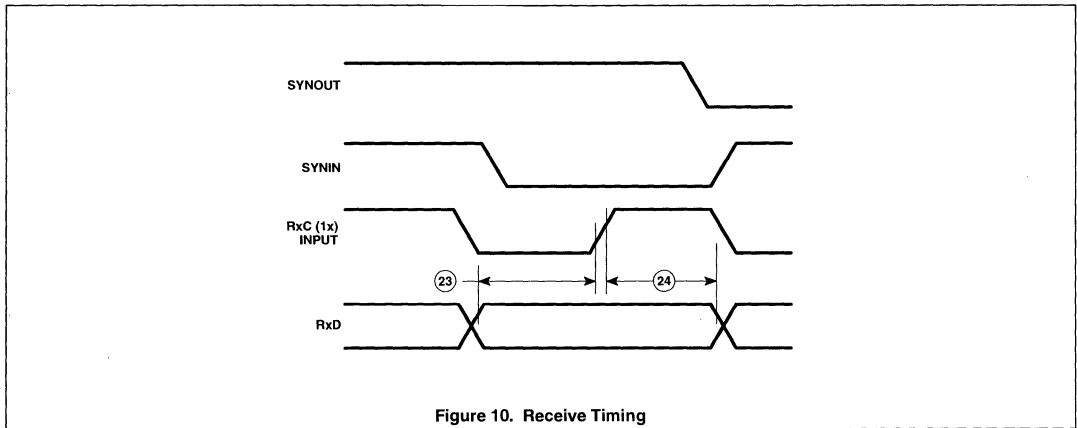 SYNOUT
SYNIN
RxC (1x)
INPUT
23
24
RxD
Figure 10. Receive Timing